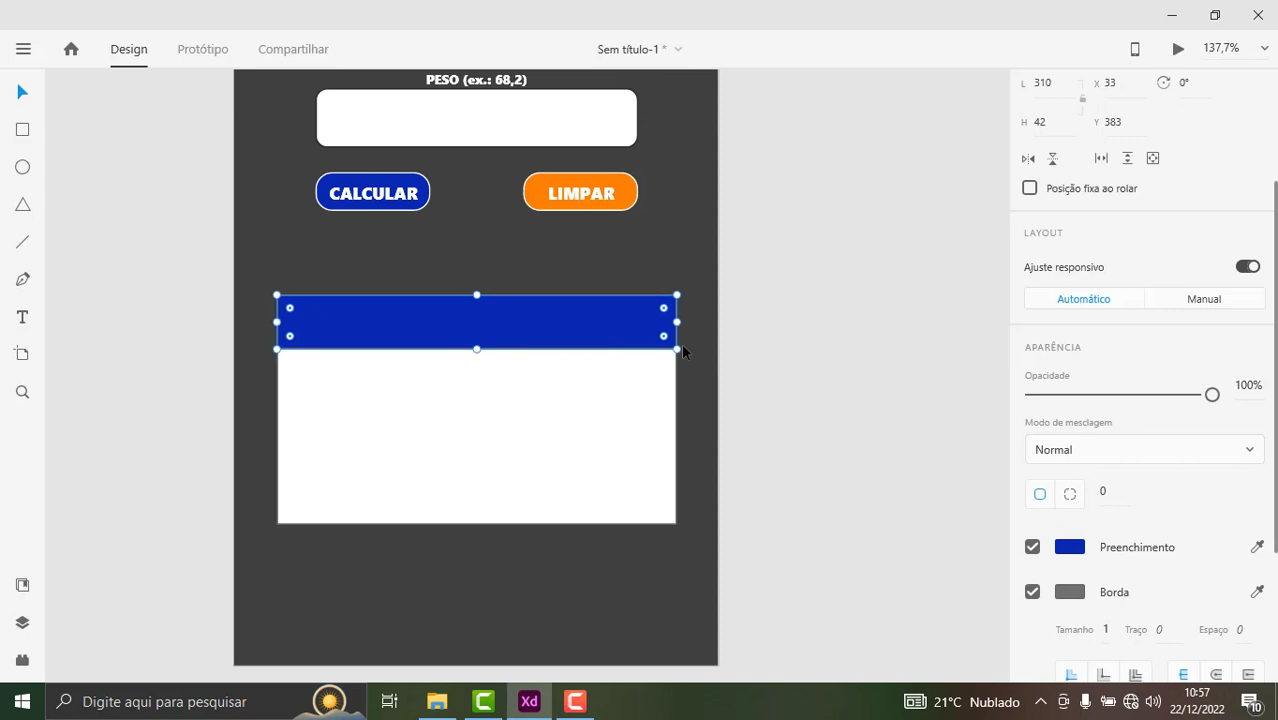 Design
Protótipo
Compartilhar
Sem título-1 *
137,7%
PESO (ex.: 68,2)
CALCULAR
LIMPAR
L 310 X 33 0°
H 42 Y 383
Posição fixa ao rolar
LAYOUT
Ajuste responsivo
Automático
Manual
APARÊNCIA
Opacidade
100%
Modo de mesclagem
Normal
0
Preenchimento
Borda
Tamanho 1 Traço 0 Espaço 0
Digite aqui para pesquisar
Xd
21°C Nublado
10:57
22/12/2022
10